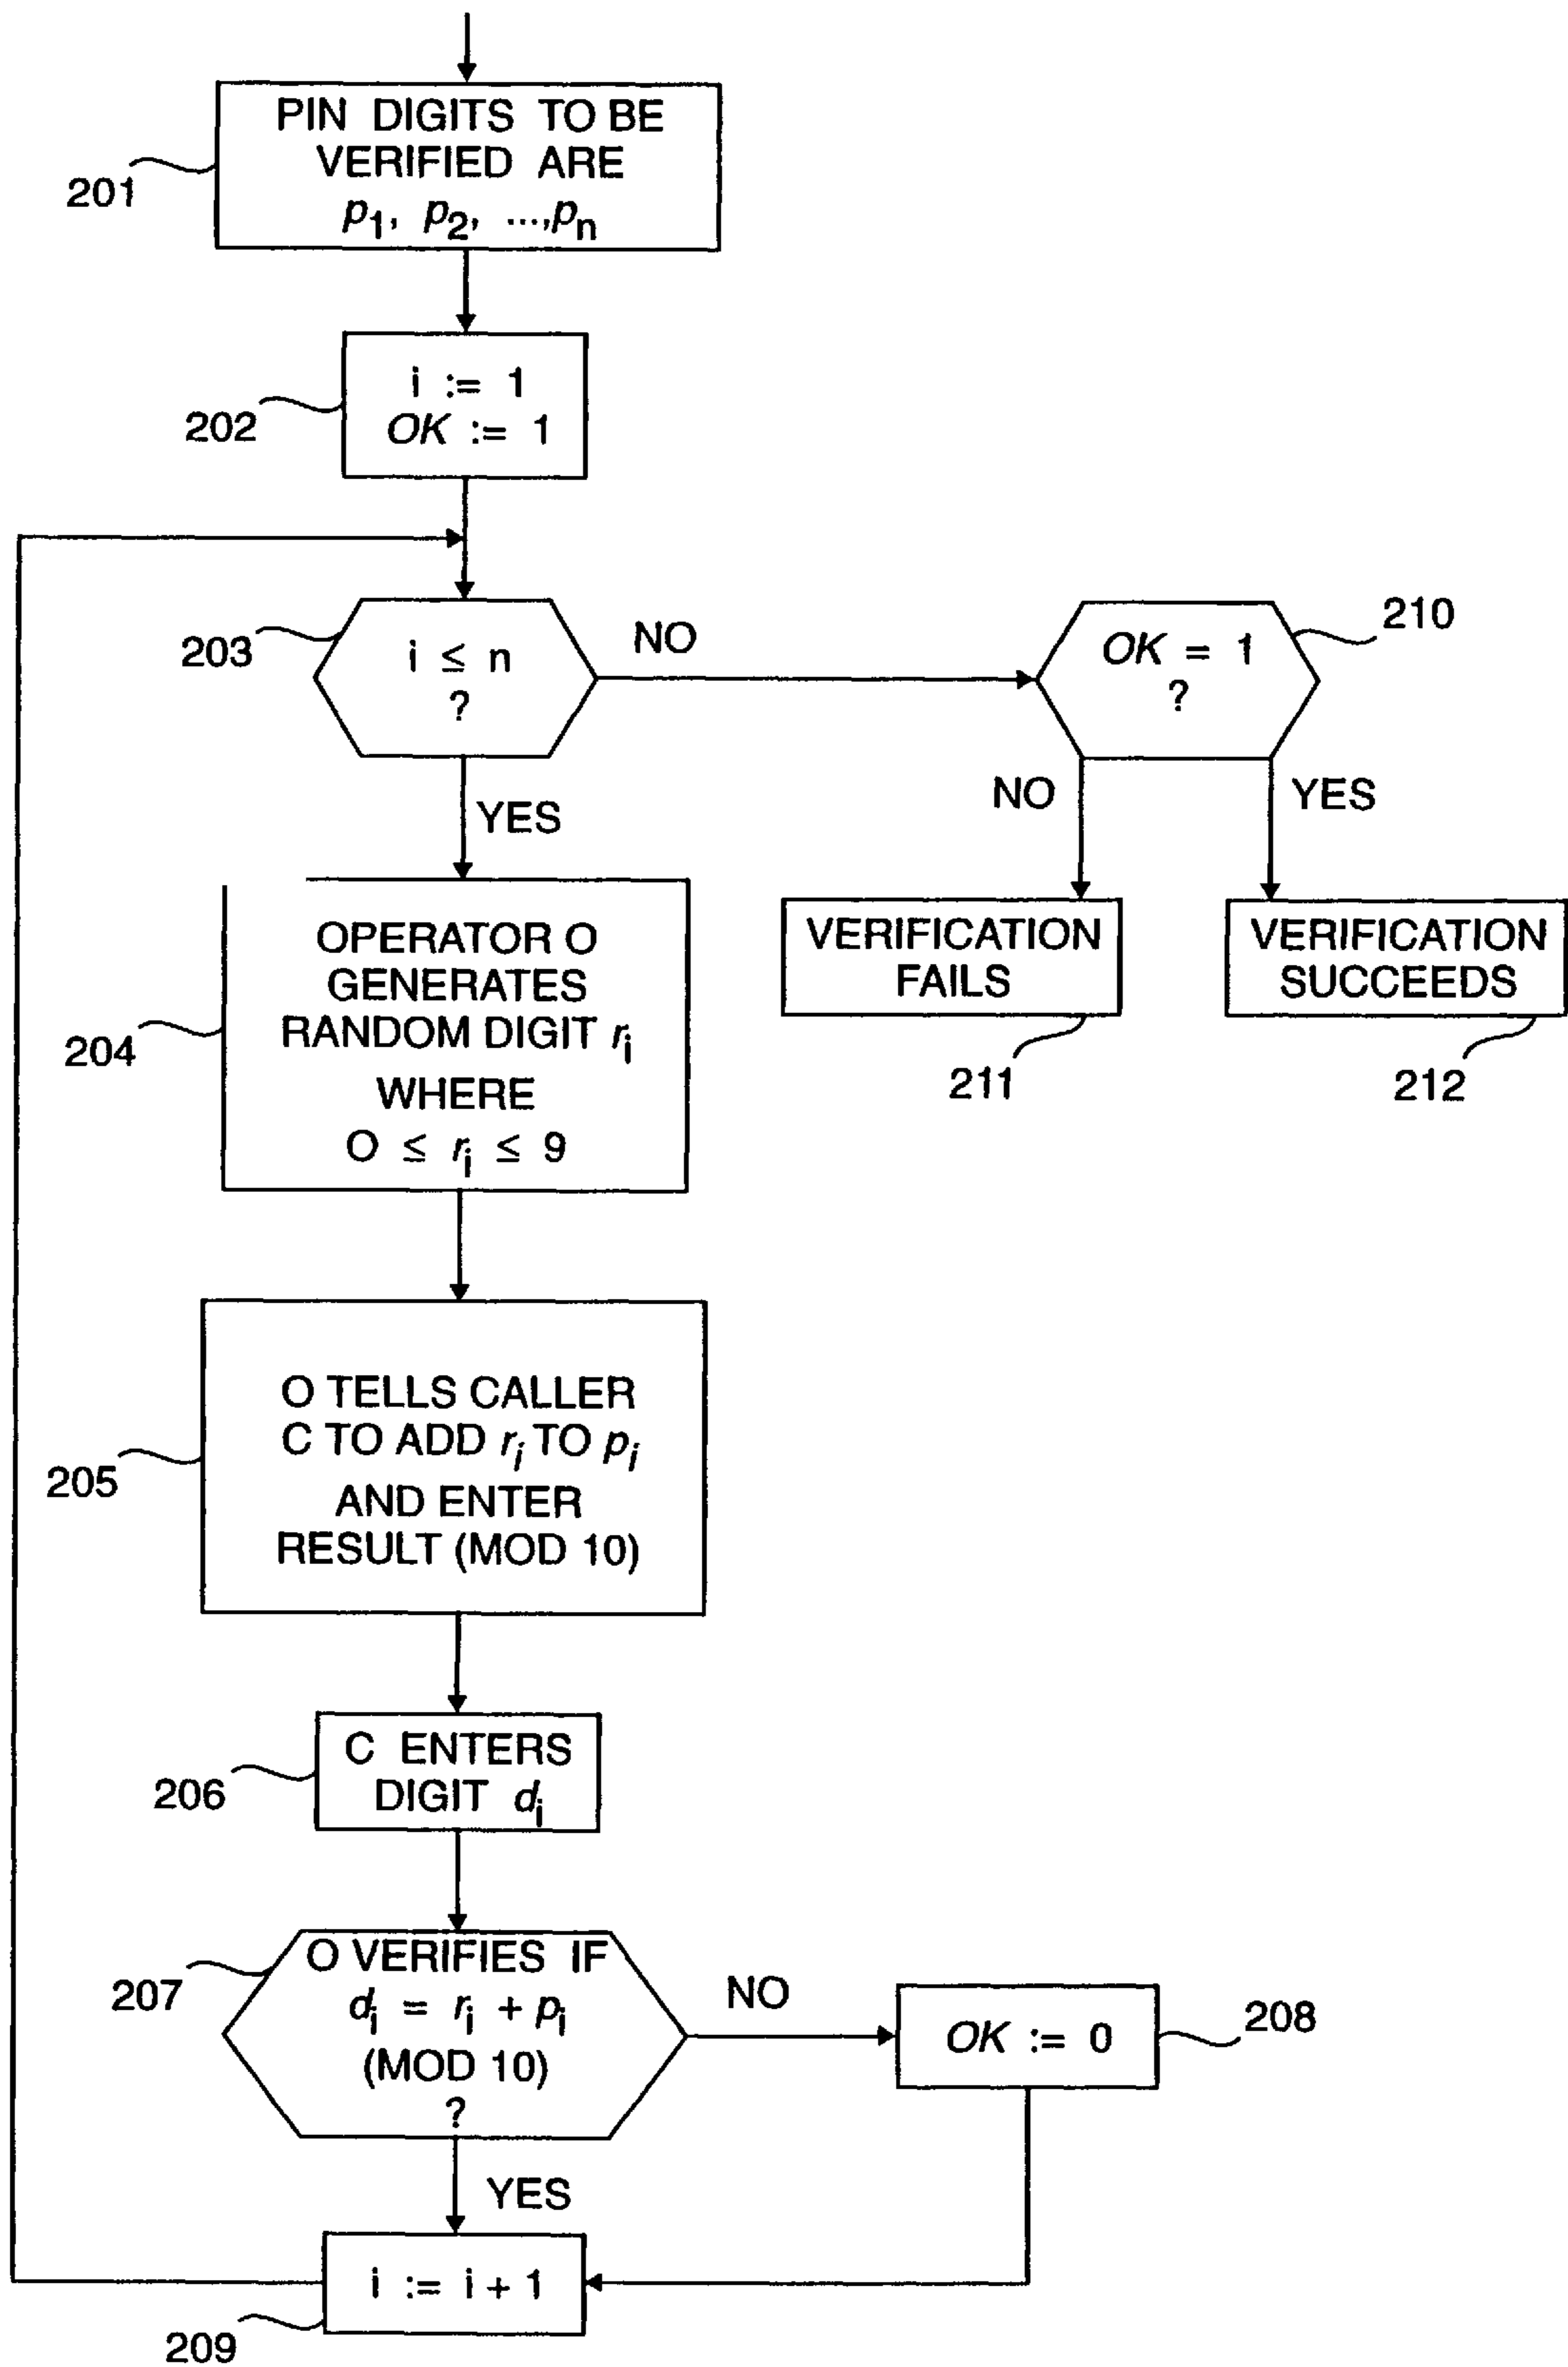 PIN DIGITS TO BE
VERIFIED ARE
p1, p2, ...,pn
201
i := 1
OK := 1
202
203
i ≤ n
?
NO
YES
OK = 1
?
210
NO
YES
VERIFICATION
FAILS
211
VERIFICATION
SUCCEEDS
212
OPERATOR O
GENERATES
RANDOM DIGIT ri
WHERE
O ≤ ri ≤ 9
204
O TELLS CALLER
C TO ADD ri TO pi
AND ENTER
RESULT (MOD 10)
205
C ENTERS
DIGIT di
206
O VERIFIES IF
di = ri + pi
(MOD 10)
?
207
NO
OK := 0
208
YES
i := i + 1
209